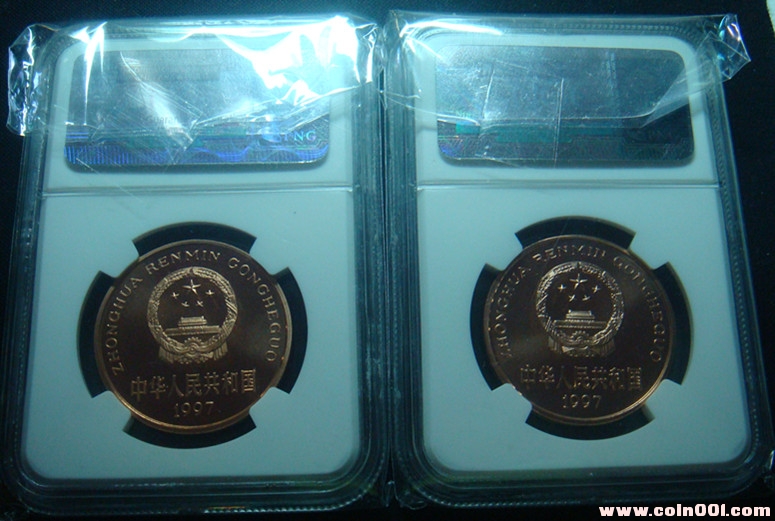 NG
ZHONGHUA RENMIN GONGHEGUO
中华人民共和国
1997
ZHONGHUA RENMIN GONGHEGUO
中华人民共和国
1997
www.coin001.com